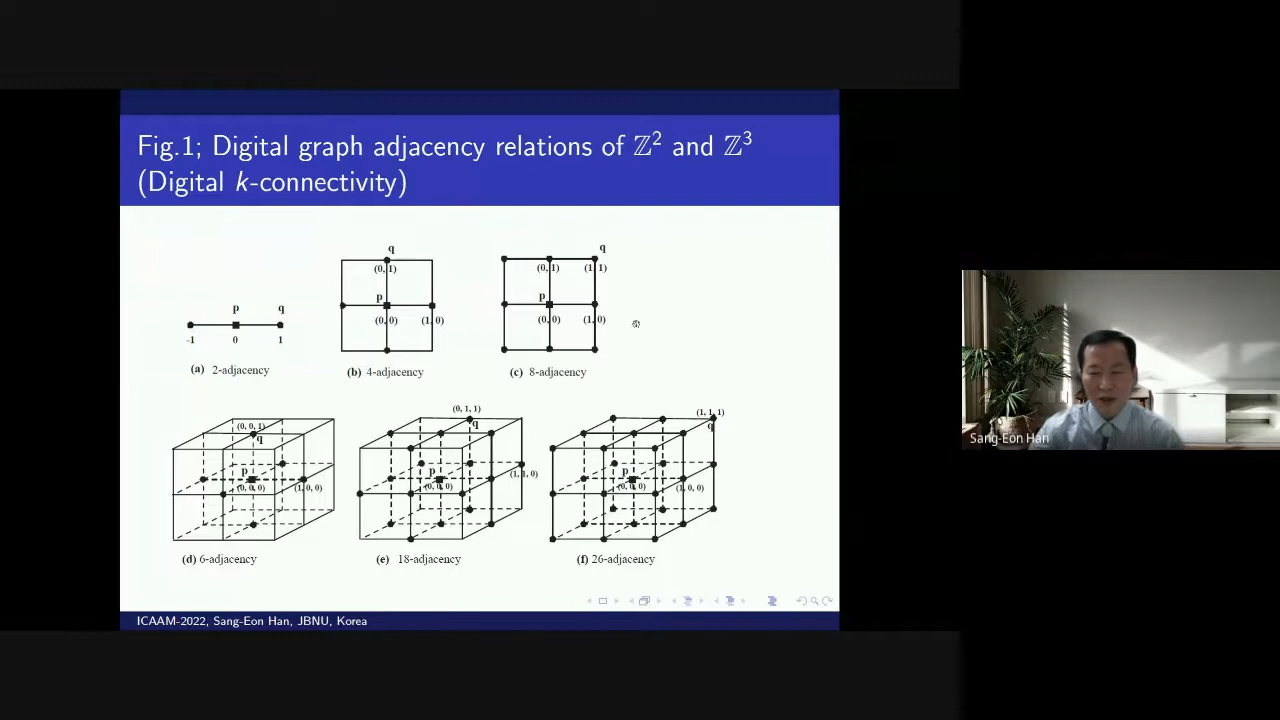 Fig.1; Digital graph adjacency relations of ℤ² and ℤ³
(Digital k-connectivity)
p q
-1 0 1
(a) 2-adjacency
q
(0, 1)
p
(0, 0) (1, 0)
(b) 4-adjacency
q
(0, 1) (1, 1)
p
(0, 0) (1, 0)
(c) 8-adjacency
(0, 0, 1)
q
p
(0, 0, 0) (1, 0, 0)
(d) 6-adjacency
(0, 1, 1)
q
p
(1, 1, 0)
(0, 0, 0)
(e) 18-adjacency
(1, 1, 1)
q
p
(0, 0, 0) (1, 0, 0)
(f) 26-adjacency
ICAAM-2022, Sang-Eon Han, JBNU, Korea
Sang-Eon Han